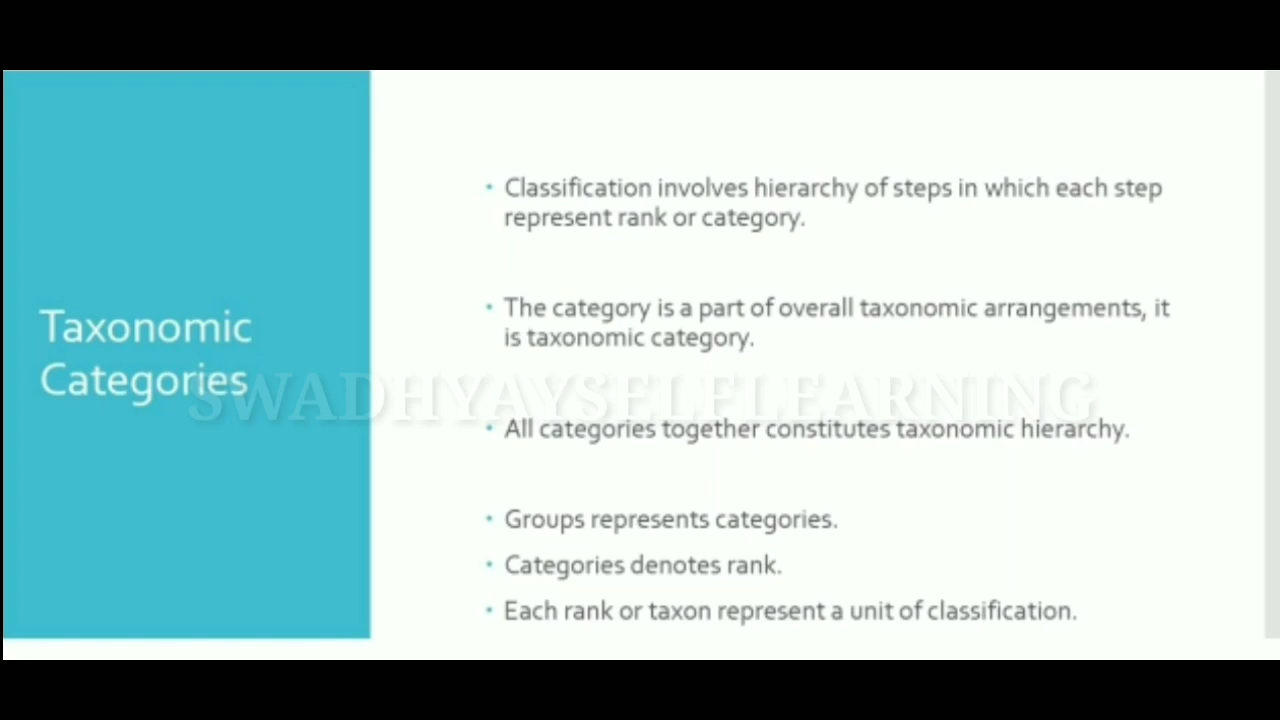 Taxonomic
Categories
• Classification involves hierarchy of steps in which each step
represent rank or category.
• The category is a part of overall taxonomic arrangements, it
is taxonomic category.
SWADHYAYSELFLEARNING
• All categories together constitutes taxonomic hierarchy.
• Groups represents categories.
• Categories denotes rank.
• Each rank or taxon represent a unit of classification.